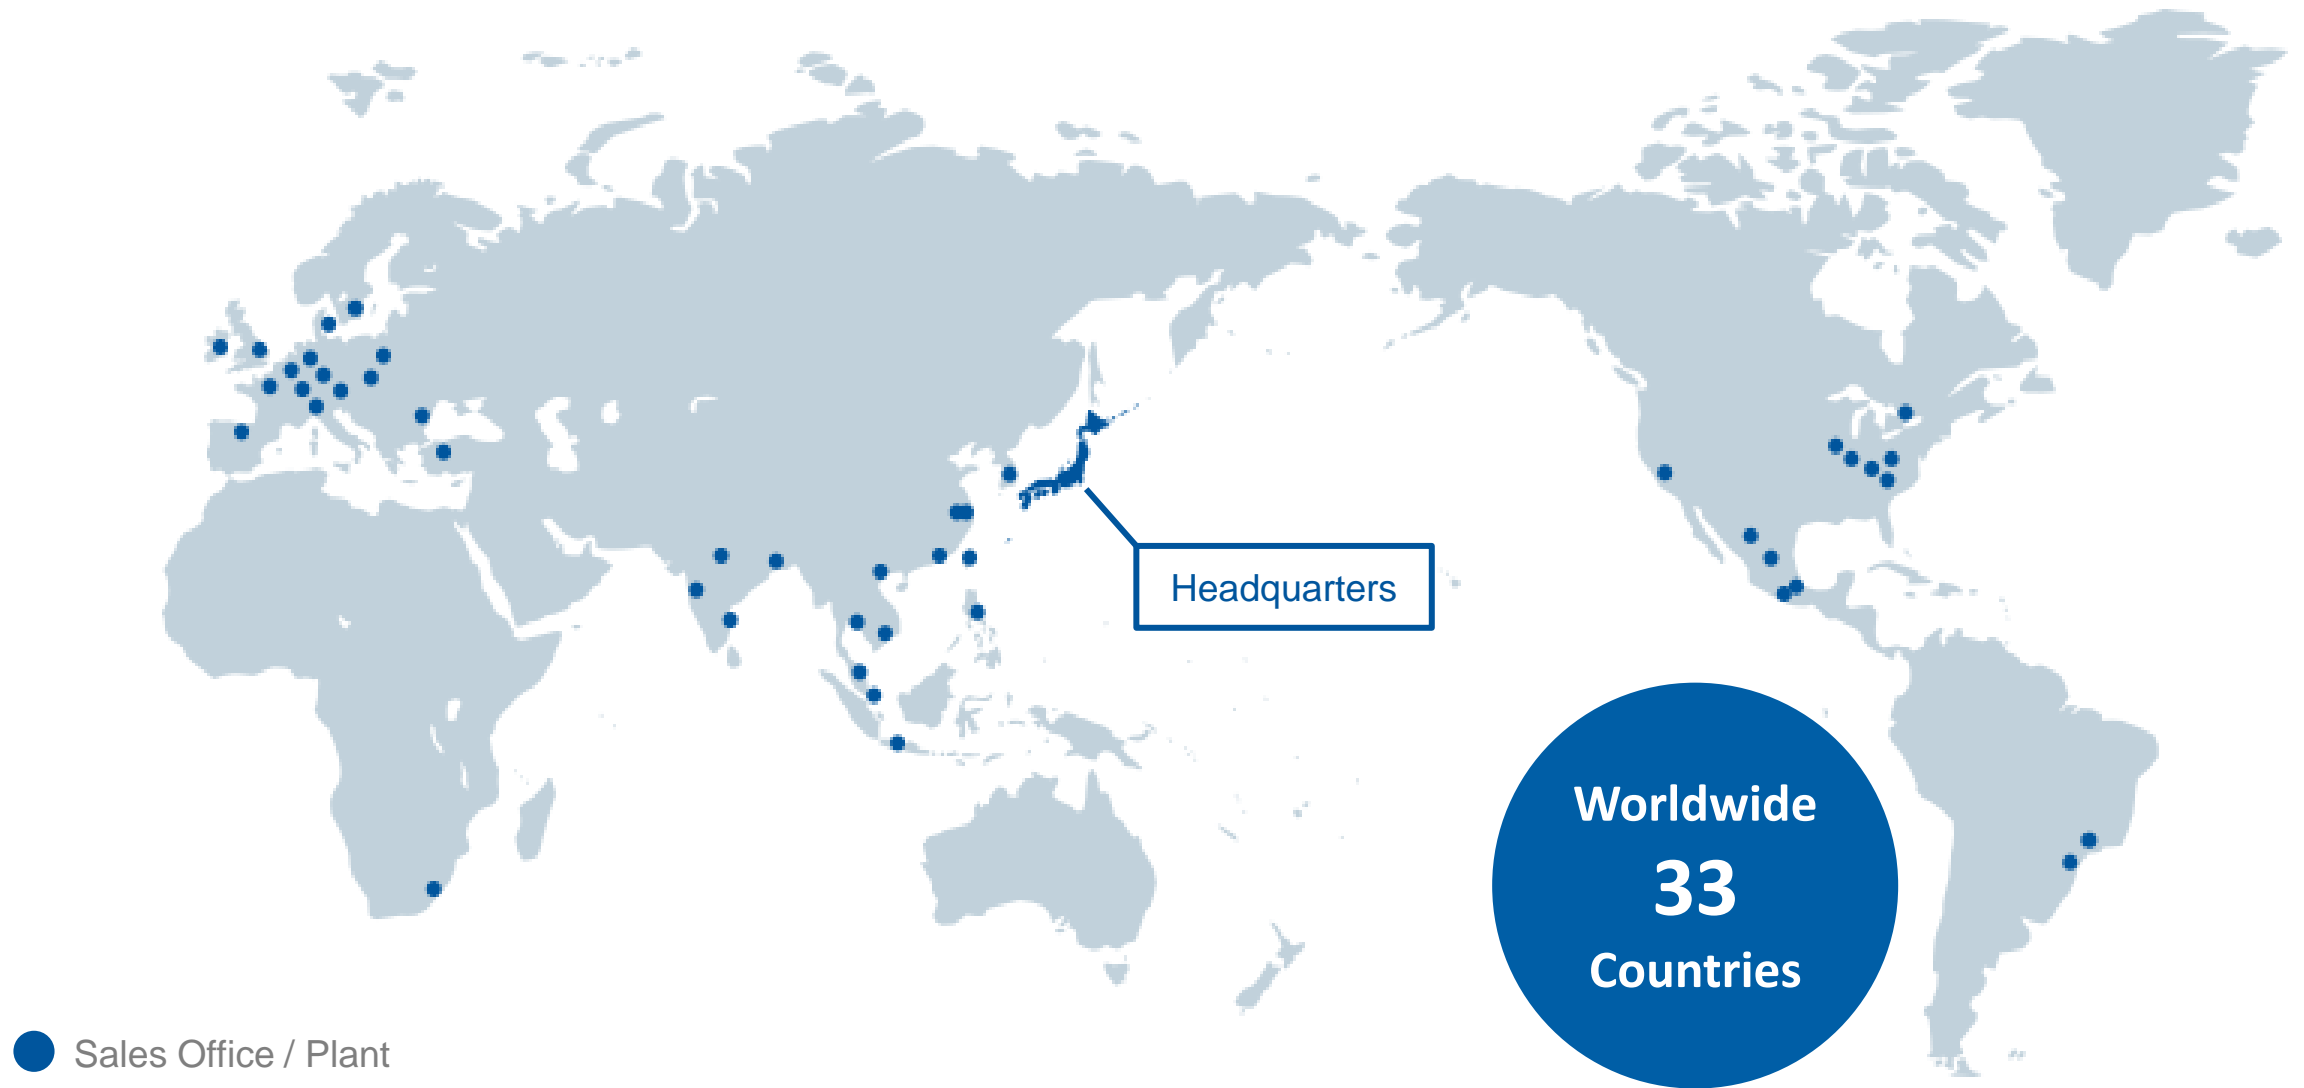 Headquarters
Worldwide
33
Countries
Sales Office / Plant